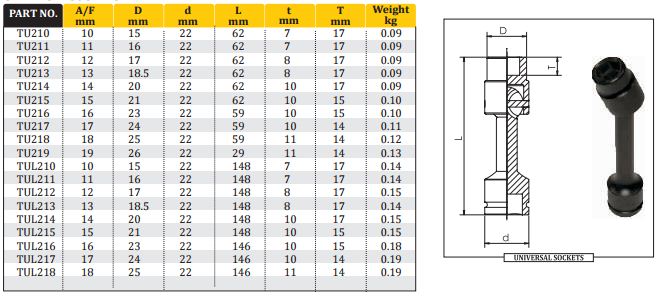 PART NO. A/F mm D mm d mm L mm t mm T mm Weight kg
TU210 10 15 22 62 7 17 0.09
TU211 11 16 22 62 7 17 0.09
TU212 12 17 22 62 8 17 0.09
TU213 13 18.5 22 62 8 17 0.09
TU214 14 20 22 62 10 17 0.09
TU215 15 21 22 62 10 15 0.10
TU216 16 23 22 59 10 15 0.10
TU217 17 24 22 59 10 14 0.11
TU218 18 25 22 59 11 14 0.12
TU219 19 26 22 29 11 14 0.13
TUL210 10 15 22 148 7 17 0.14
TUL211 11 16 22 148 7 17 0.14
TUL212 12 17 22 148 8 17 0.15
TUL213 13 18.5 22 148 8 17 0.14
TUL214 14 20 22 148 10 17 0.15
TUL215 15 21 22 148 10 15 0.15
TUL216 16 23 22 146 10 15 0.18
TUL217 17 24 22 146 10 14 0.19
TUL218 18 25 22 146 11 14 0.19
D
T
L
d
UNIVERSAL SOCKETS